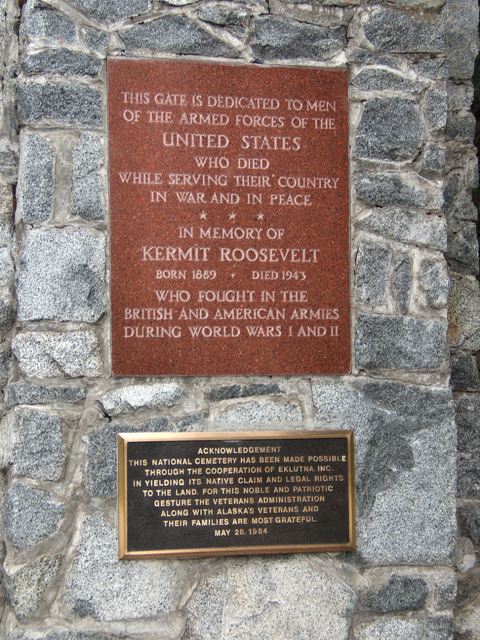 THIS GATE IS DEDICATED TO MEN
OF THE ARMED FORCES OF THE
UNITED STATES
WHO DIED
WHILE SERVING THEIR COUNTRY
IN WAR AND IN PEACE
★ ★ ★
IN MEMORY OF
KERMIT ROOSEVELT
BORN 1889 · DIED 1943
WHO FOUGHT IN THE
BRITISH AND AMERICAN ARMIES
DURING WORLD WARS I AND II
ACKNOWLEDGEMENT
THIS NATIONAL CEMETERY HAS BEEN MADE POSSIBLE
THROUGH THE COOPERATION OF EKLUTNA, INC.
IN YIELDING ITS NATIVE CLAIM AND LEGAL RIGHTS
TO THE LAND. FOR THIS NOBLE AND PATRIOTIC
GESTURE THE VETERANS ADMINISTRATION
ALONG WITH ALASKA'S VETERANS AND
THEIR FAMILIES ARE MOST GRATEFUL.
MAY 28, 1984